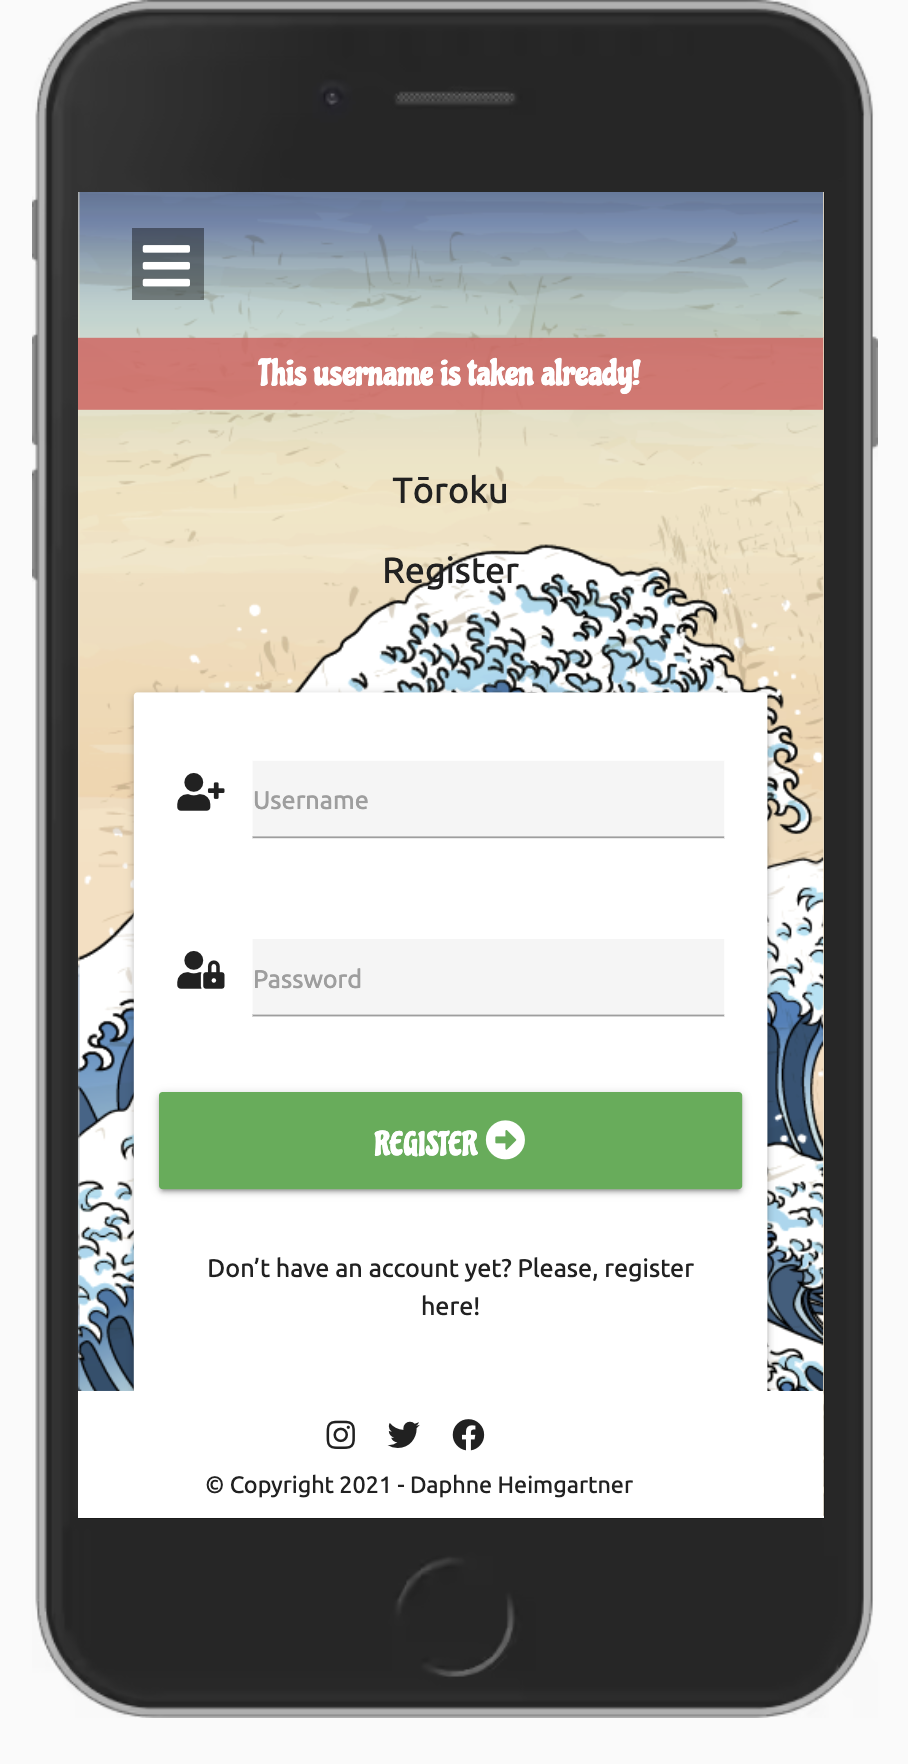 This username is taken already!
Tōroku
Register
Username
Password
REGISTER
Don’t have an account yet? Please, register
here!
© Copyright 2021 - Daphne Heimgartner